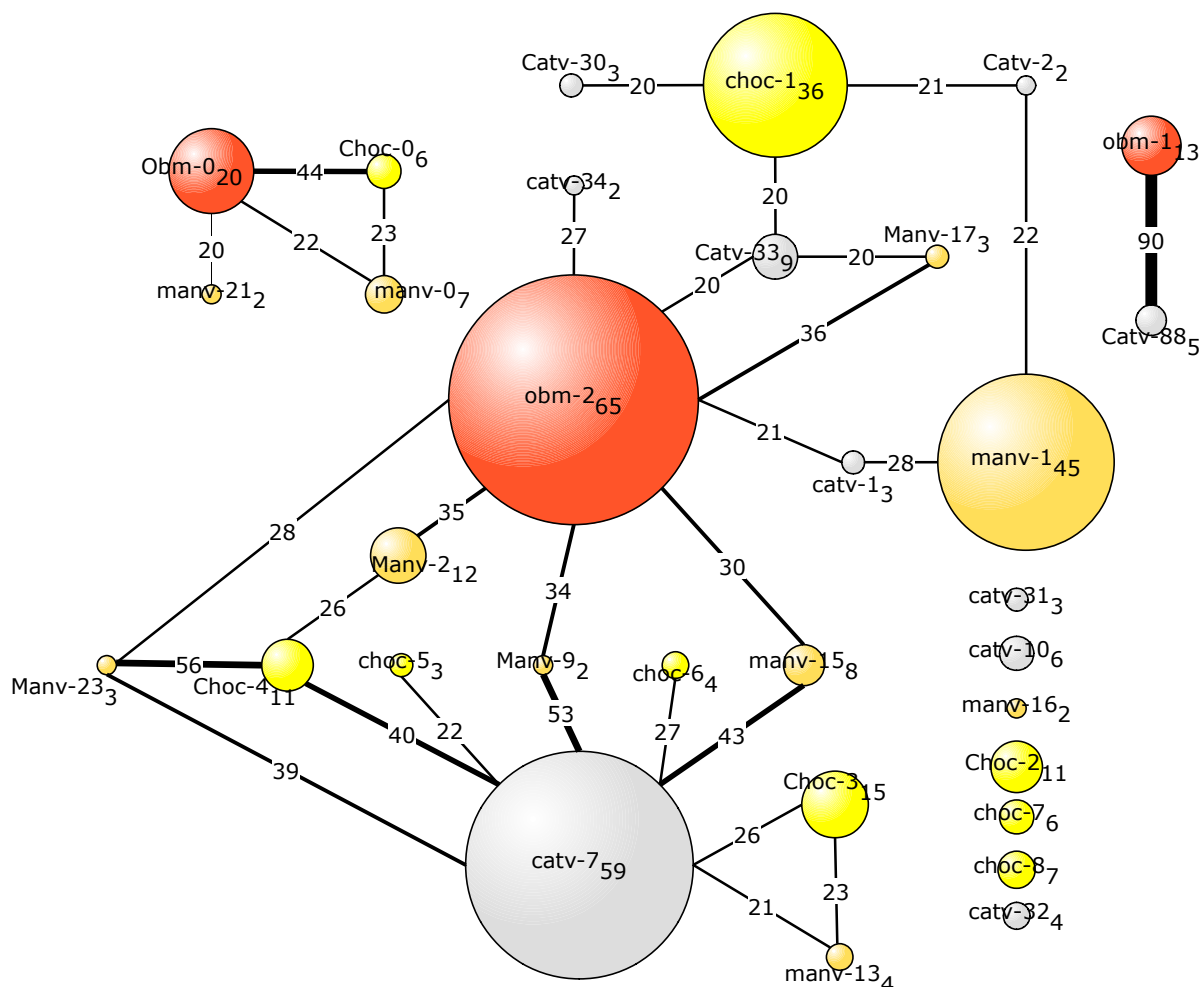 Catv-30₃
20
choc-1₃₆
21
Catv-2₂
Obm-0₂₀
44
Choc-0₆
obm-1₁₃
catv-34₂
20
20
22
23
27
Catv-33₉
20
Manv-17₃
22
90
manv-21₂
manv-0₇
20
36
Catv-88₅
obm-2₆₅
21
catv-1₃
28
manv-1₄₅
28
35
Manv-2₁₂
34
30
26
catv-31₃
Manv-23₃
56
Choc-4₁₁
choc-5₃
Manv-9₂
choc-6₄
manv-15₈
catv-10₆
manv-16₂
40
22
53
27
43
39
Choc-3₁₅
Choc-2₁₁
choc-7₆
26
catv-7₅₉
choc-8₇
23
21
catv-32₄
manv-13₄